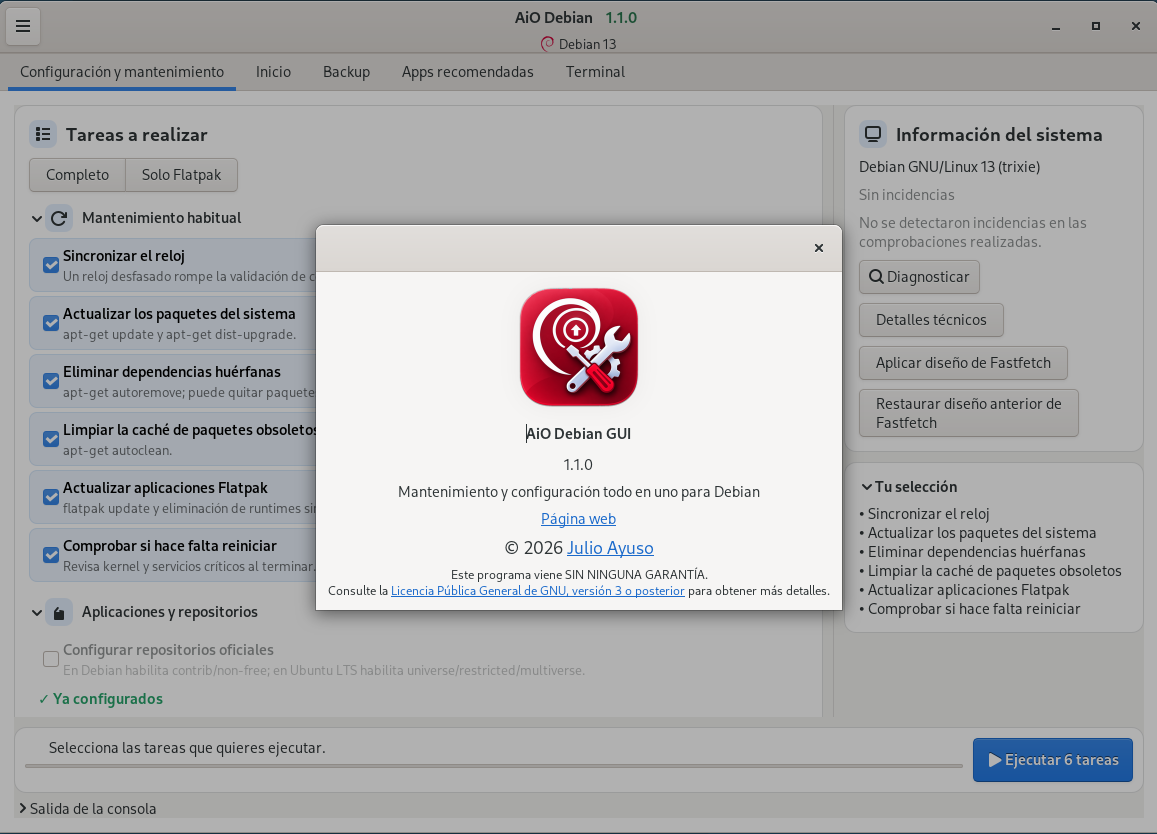 AiO Debian 1.1.0
Debian 13
Configuración y mantenimiento Inicio Backup Apps recomendadas Terminal
Tareas a realizar
Completo Solo Flatpak
Mantenimiento habitual
Sincronizar el reloj
Un reloj desfasado rompe la validación de c
Actualizar los paquetes del sistema
apt-get update y apt-get dist-upgrade.
Eliminar dependencias huérfanas
apt-get autoremove; puede quitar paquete
Limpiar la caché de paquetes obsoletos
apt-get autoclean.
Actualizar aplicaciones Flatpak
flatpak update y eliminación de runtimes si
Comprobar si hace falta reiniciar
Revisa kernel y servicios críticos al terminar.
Aplicaciones y repositorios
Configurar repositorios oficiales
En Debian habilita contrib/non-free; en Ubuntu LTS habilita universe/restricted/multiverse.
✓ Ya configurados
AiO Debian GUI
1.1.0
Mantenimiento y configuración todo en uno para Debian
Página web
© 2026 Julio Ayuso
Este programa viene SIN NINGUNA GARANTÍA.
Consulte la Licencia Pública General de GNU, versión 3 o posterior para obtener más detalles.
Información del sistema
Debian GNU/Linux 13 (trixie)
Sin incidencias
No se detectaron incidencias en las
comprobaciones realizadas.
Diagnosticar
Detalles técnicos
Aplicar diseño de Fastfetch
Restaurar diseño anterior de
Fastfetch
Tu selección
• Sincronizar el reloj
• Actualizar los paquetes del sistema
• Eliminar dependencias huérfanas
• Limpiar la caché de paquetes obsoletos
• Actualizar aplicaciones Flatpak
• Comprobar si hace falta reiniciar
Selecciona las tareas que quieres ejecutar.
Ejecutar 6 tareas
Salida de la consola